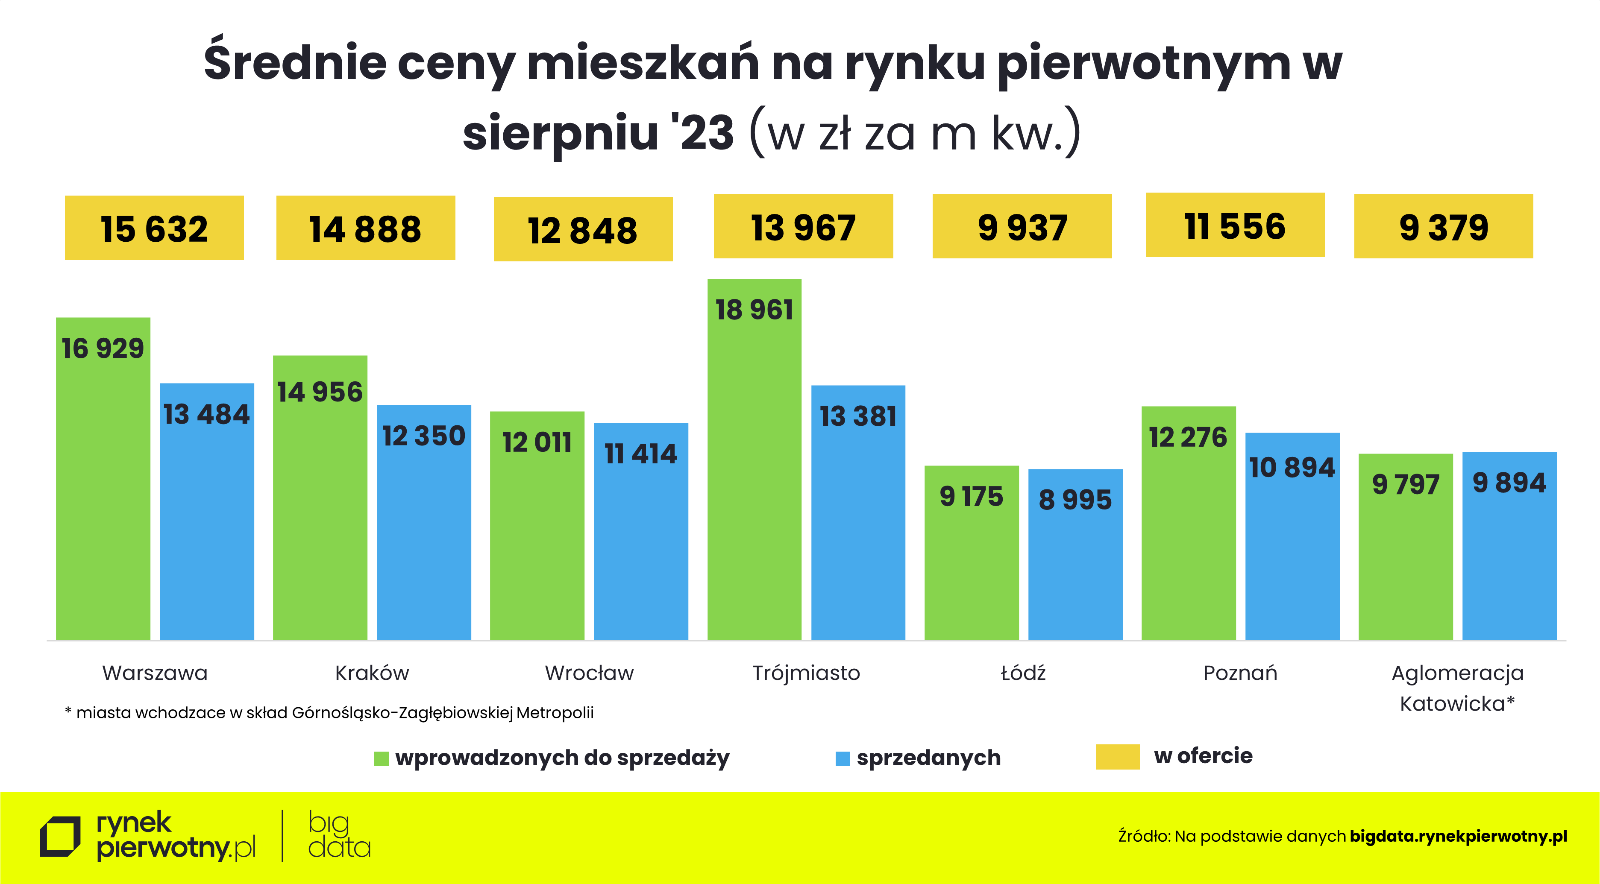 Średnie ceny mieszkań na rynku pierwotnym w
sierpniu '23 (w zł za m kw.)
15 632 14 888 12 848 13 967 9 937 11 556 9 379
16 929 13 484 14 956 12 350 12 011 11 414 18 961 13 381 9 175 8 995 12 276 10 894 9 797 9 894
Warszawa Kraków Wrocław Trójmiasto Łódź Poznań Aglomeracja
Katowicka*
* miasta wchodzace w skład Górnośląsko-Zagłębiowskiej Metropolii
wprowadzonych do sprzedaży sprzedanych w ofercie
rynek
pierwotny.pl
big
data
Źródło: Na podstawie danych bigdata.rynekpierwotny.pl